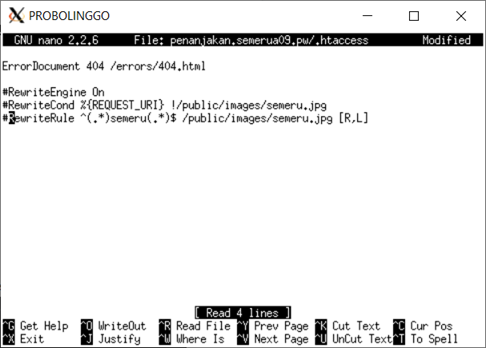 PROBOLINGGO
GNU nano 2.2.6 File: penanjakan.semerua09.pw/.htaccess Modified
ErrorDocument 404 /errors/404.html
#RewriteEngine On
#RewriteCond %{REQUEST_URI} !/public/images/semeru.jpg
#RewriteRule ^(.*)semeru(.*)$ /public/images/semeru.jpg [R,L]
[ Read 4 lines ]
^G Get Help ^O WriteOut ^R Read File ^Y Prev Page ^K Cut Text ^C Cur Pos
^X Exit ^J Justify ^W Where Is ^V Next Page ^U UnCut Text ^T To Spell